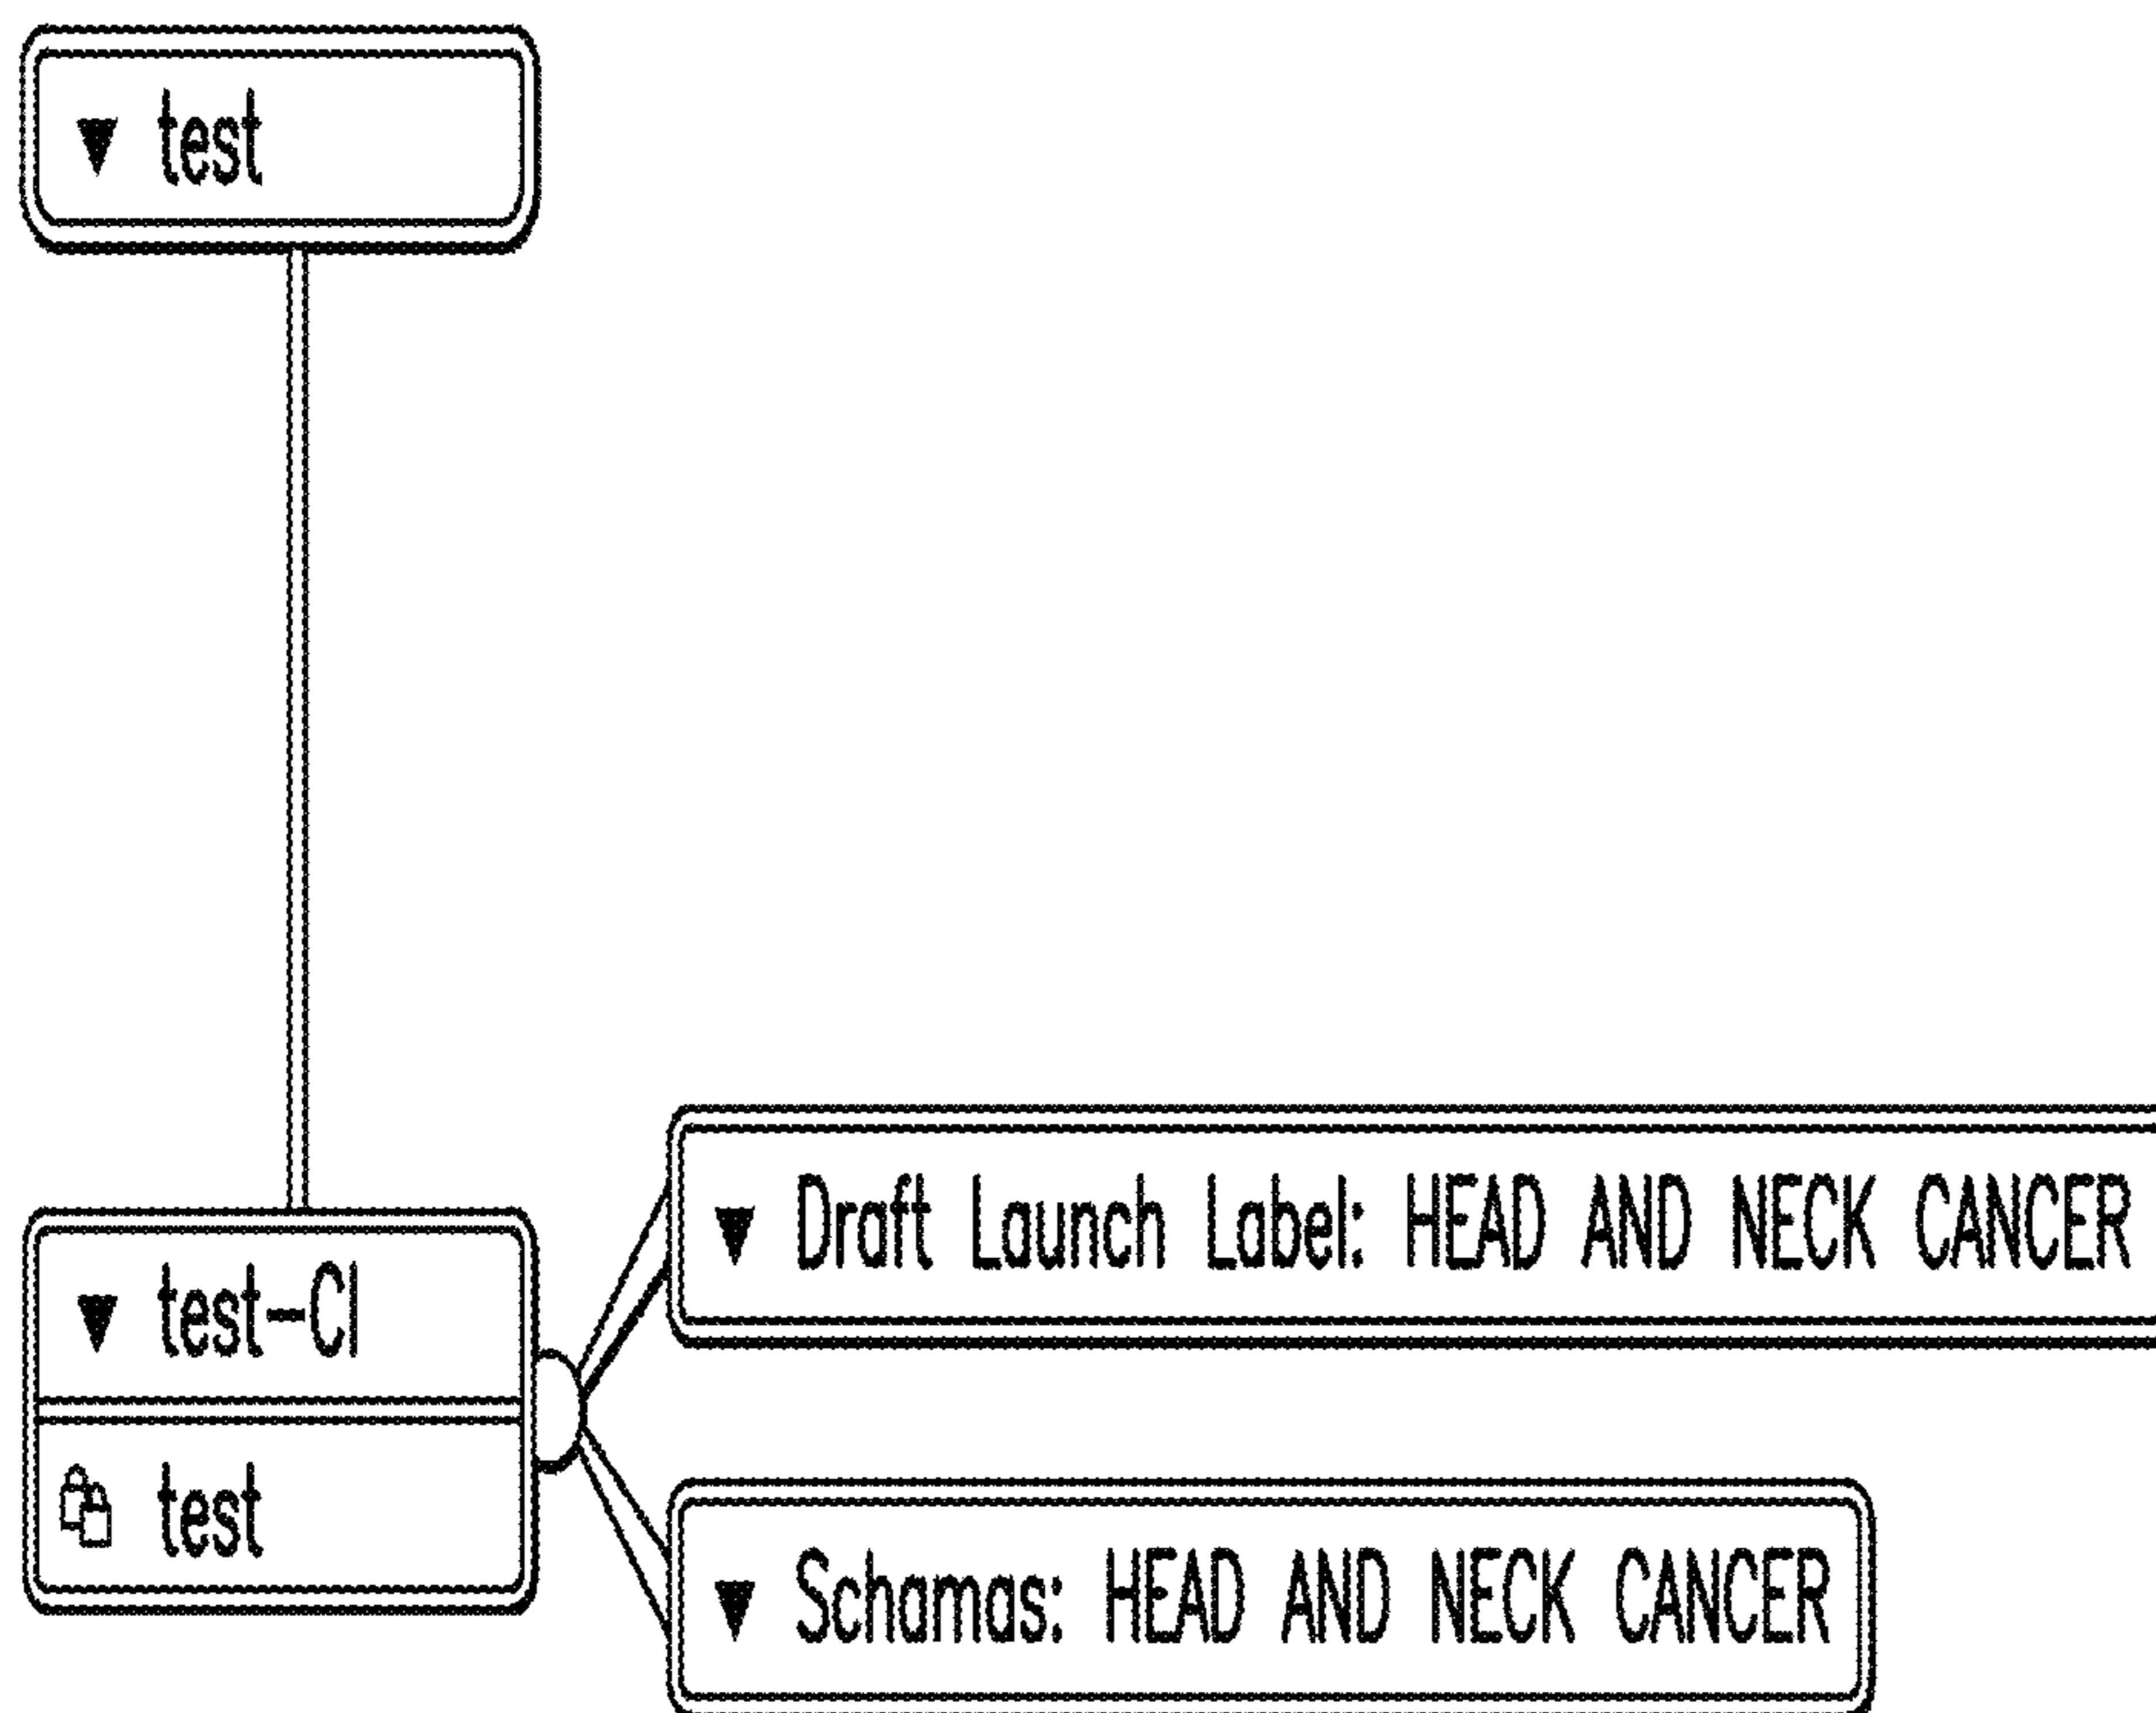 test
Draft Launch Label: HEAD AND NECK CANCER
test-CI
test
Schamas: HEAD AND NECK CANCER